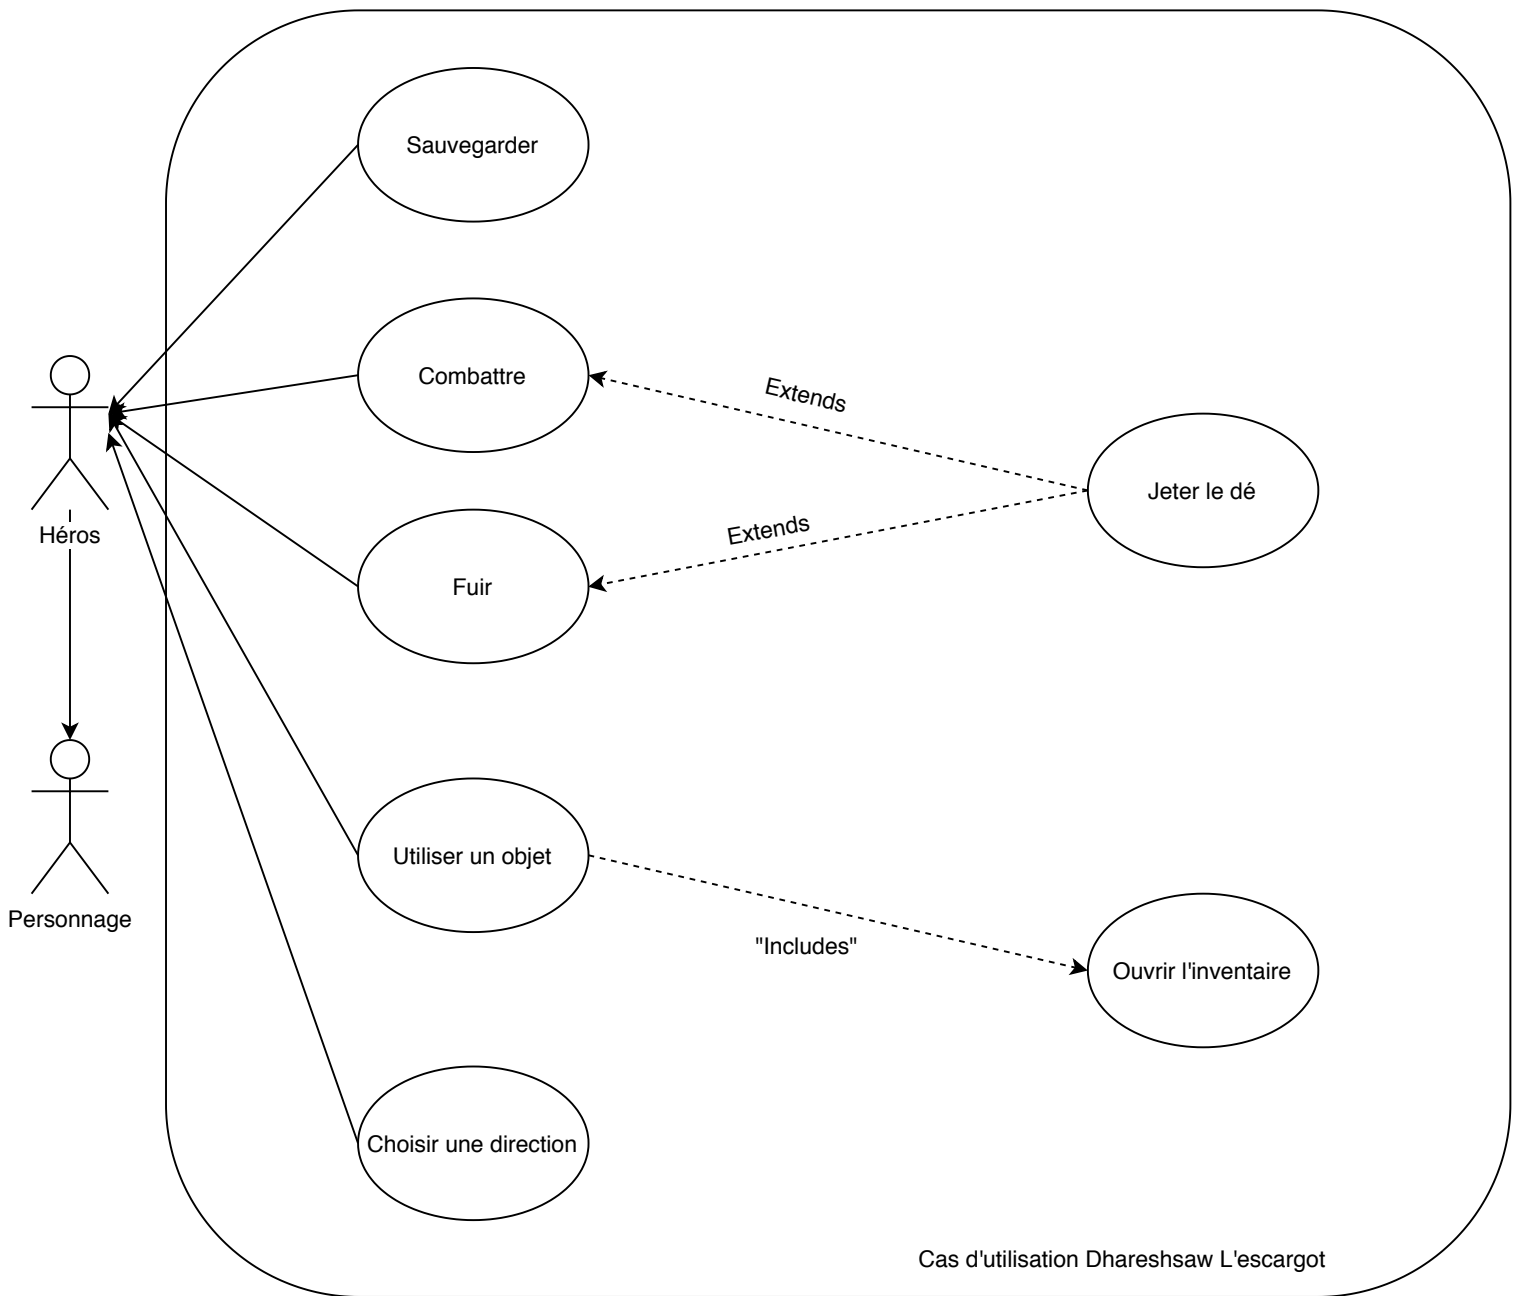 Sauvegarder
Combattre
Extends
Jeter le dé
Héros
Extends
Fuir
Utiliser un objet
Personnage
"Includes"
Ouvrir l'inventaire
Choisir une direction
Cas d'utilisation Dhareshsaw L'escargot